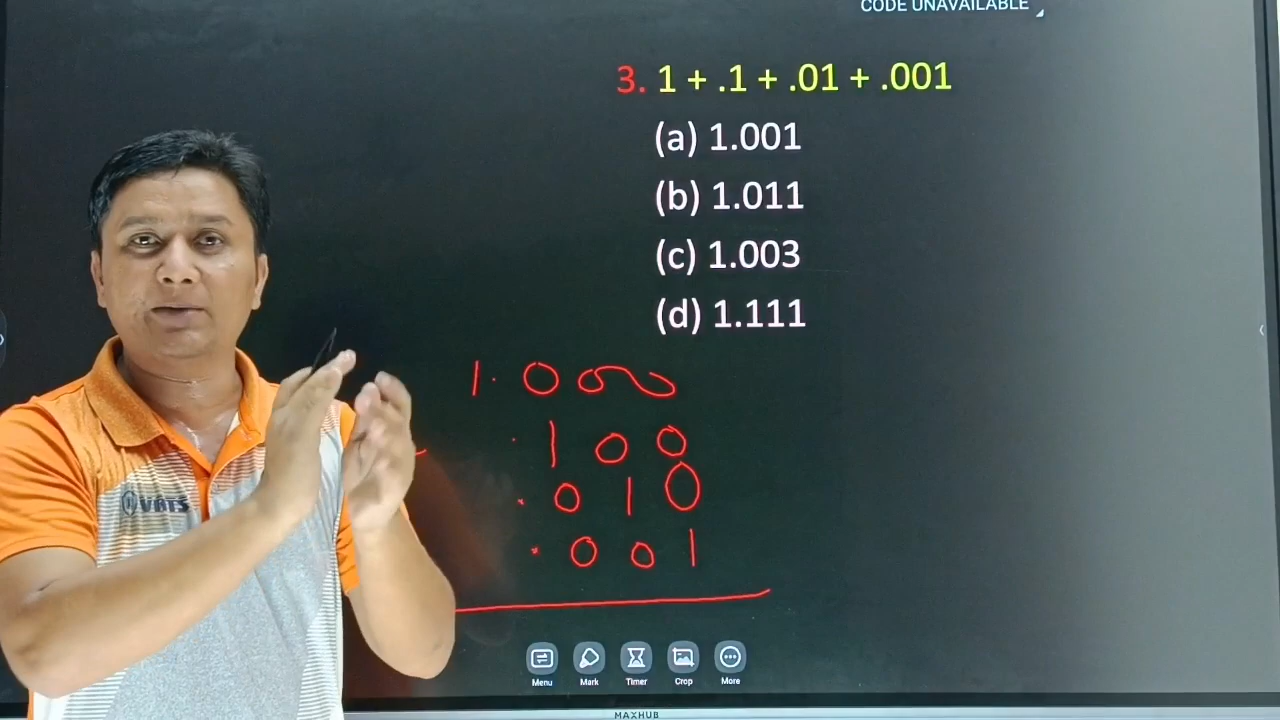 CODE UNAVAILABLE
3. 1 + .1 + .01 + .001
(a) 1.001
(b) 1.011
(c) 1.003
(d) 1.111
1.000
.100
.010
.001
VATS
Menu Mark Timer Crop More
MAXHUB